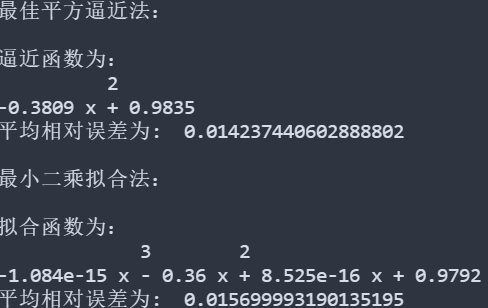 最佳平方逼近法:
逼近函数为:
2
-0.3809 x + 0.9835
平均相对误差为: 0.014237440602888802
最小二乘拟合法:
拟合函数为:
3 2
-1.084e-15 x - 0.36 x + 8.525e-16 x + 0.9792
平均相对误差为: 0.015699993190135195